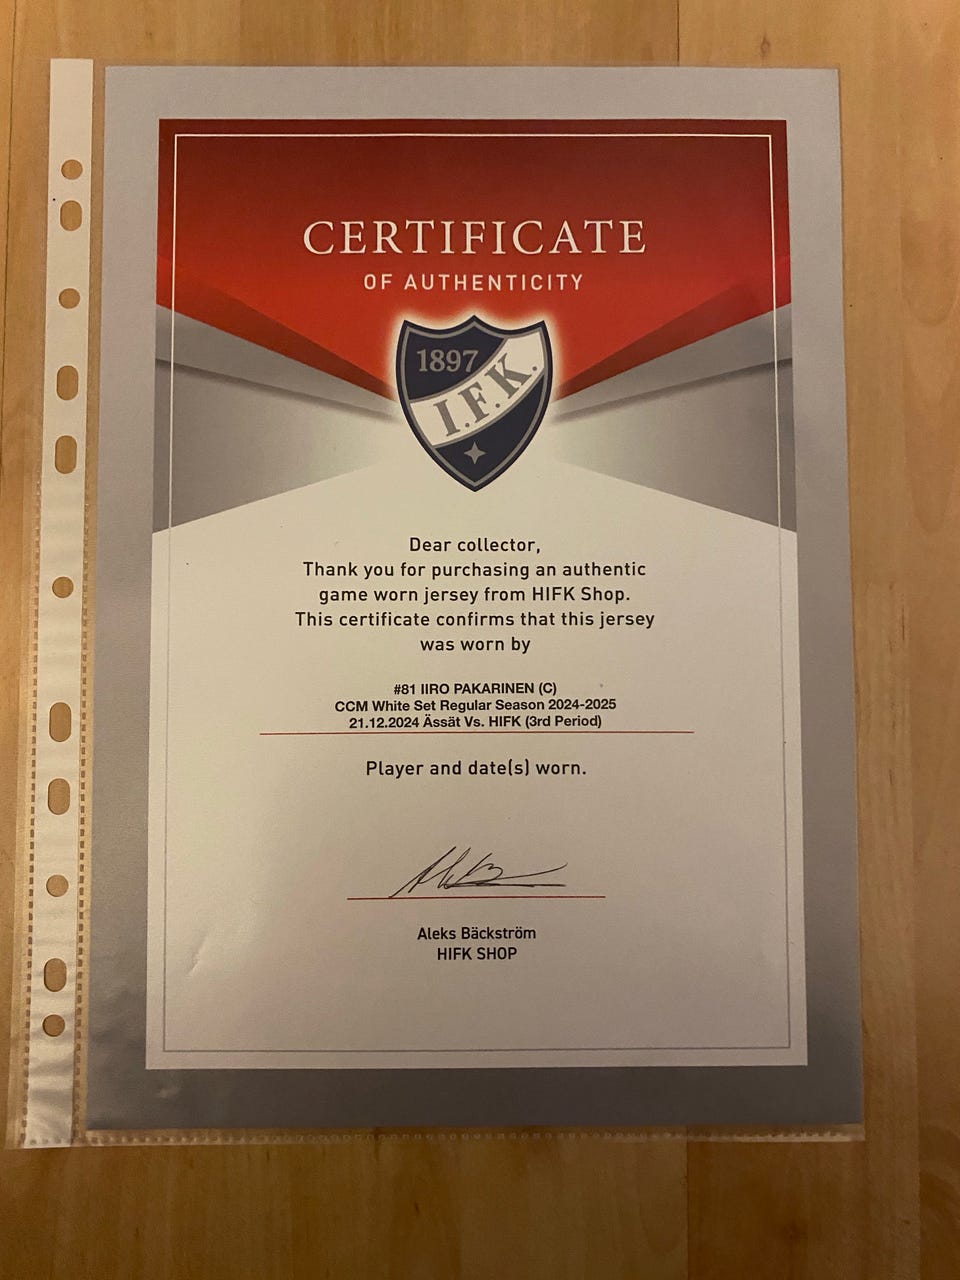 CERTIFICATE
OF AUTHENTICITY
1897
I.F.K.
Dear collector,
Thank you for purchasing an authentic
game worn jersey from HIFK Shop.
This certificate confirms that this jersey
was worn by
#81 IIRO PAKARINEN (C)
CCM White Set Regular Season 2024-2025
21.12.2024 Ässät Vs. HIFK (3rd Period)
Player and date(s) worn.
Aleks Bäckström
HIFK SHOP